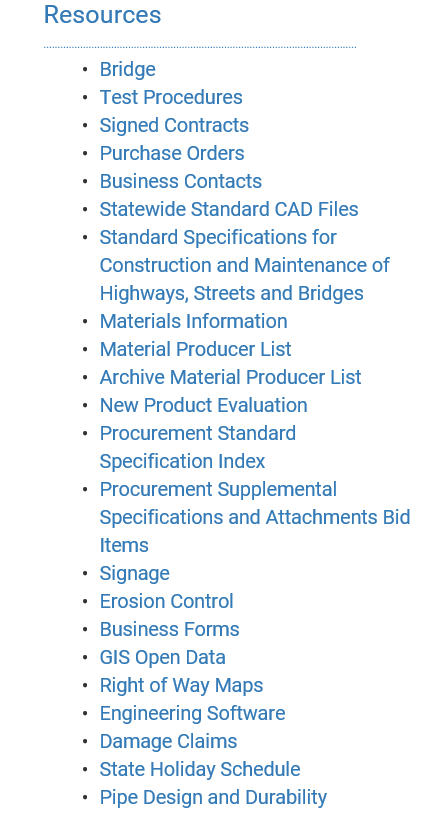 Resources
• Bridge
• Test Procedures
• Signed Contracts
• Purchase Orders
• Business Contacts
• Statewide Standard CAD Files
• Standard Specifications for
Construction and Maintenance of
Highways, Streets and Bridges
• Materials Information
• Material Producer List
• Archive Material Producer List
• New Product Evaluation
• Procurement Standard
Specification Index
• Procurement Supplemental
Specifications and Attachments Bid
Items
• Signage
• Erosion Control
• Business Forms
• GIS Open Data
• Right of Way Maps
• Engineering Software
• Damage Claims
• State Holiday Schedule
• Pipe Design and Durability